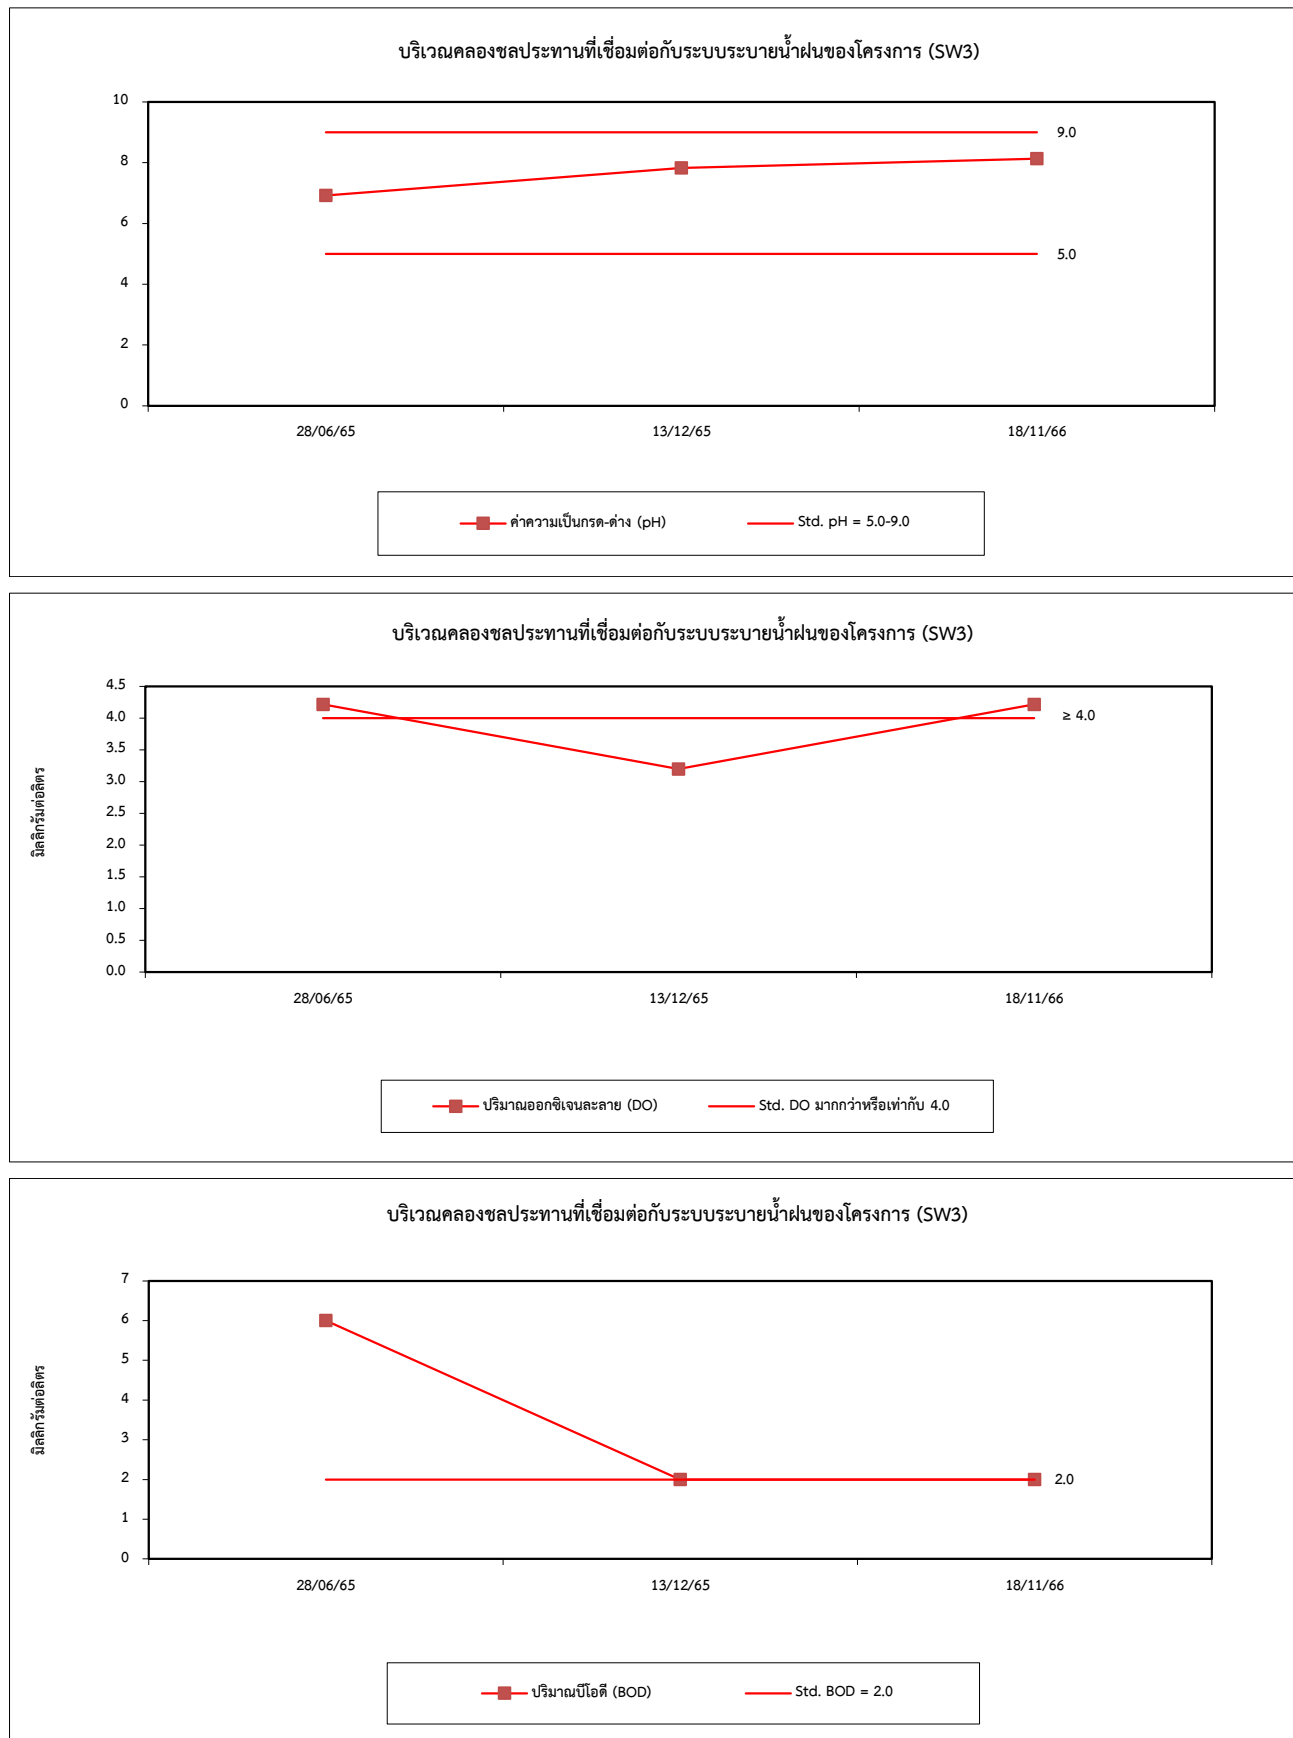 บริเวณคลองชลประทานที่เชื่อมต่อกับระบบระบายน้ำฝนของโครงการ (SW3)
10
9.0
8
6
5.0
4
2
0
28/06/65 13/12/65 18/11/66
ค่าความเป็นกรด-ด่าง (pH) Std. pH = 5.0-9.0
บริเวณคลองชลประทานที่เชื่อมต่อกับระบบระบายน้ำฝนของโครงการ (SW3)
มิลลิกรัมต่อลิตร
4.5
4.0 ≥ 4.0
3.5
3.0
2.5
2.0
1.5
1.0
0.5
0.0
28/06/65 13/12/65 18/11/66
ปริมาณออกซิเจนละลาย (DO) Std. DO มากกว่าหรือเท่ากับ 4.0
บริเวณคลองชลประทานที่เชื่อมต่อกับระบบระบายน้ำฝนของโครงการ (SW3)
มิลลิกรัมต่อลิตร
7
6
5
4
3
2 2.0
1
0
28/06/65 13/12/65 18/11/66
ปริมาณบีโอดี (BOD) Std. BOD = 2.0